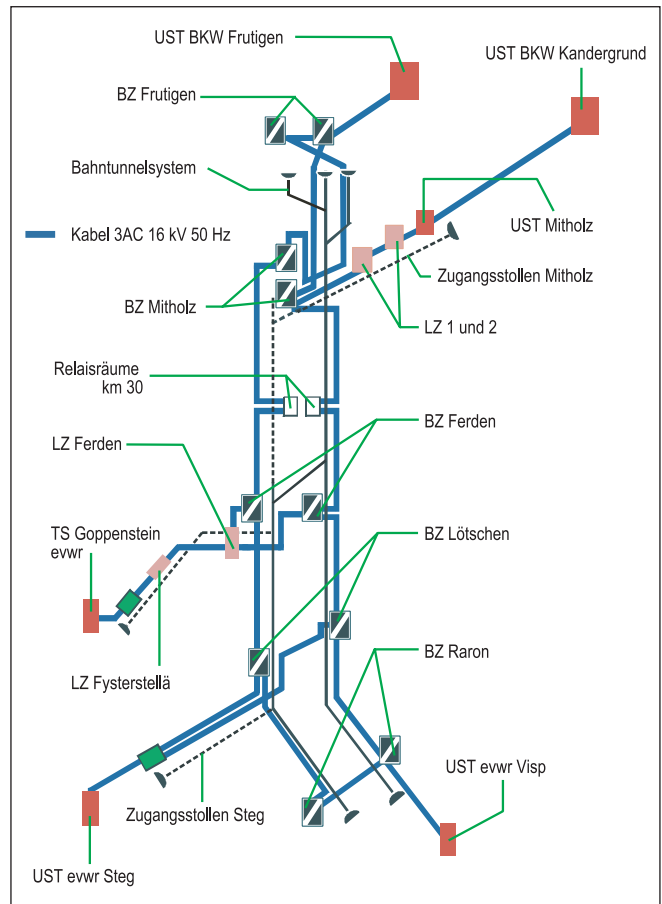 UST BKW Frutigen
UST BKW Kandergrund
BZ Frutigen
Bahntunnelsystem
Kabel 3AC 16 kV 50 Hz
UST Mitholz
Zugangsstollen Mitholz
BZ Mitholz
LZ 1 und 2
Relaisräume
km 30
BZ Ferden
LZ Ferden
TS Goppenstein
evwr
BZ Lötschen
BZ Raron
LZ Fysterstellä
UST evwr Visp
Zugangsstollen Steg
UST evwr Steg